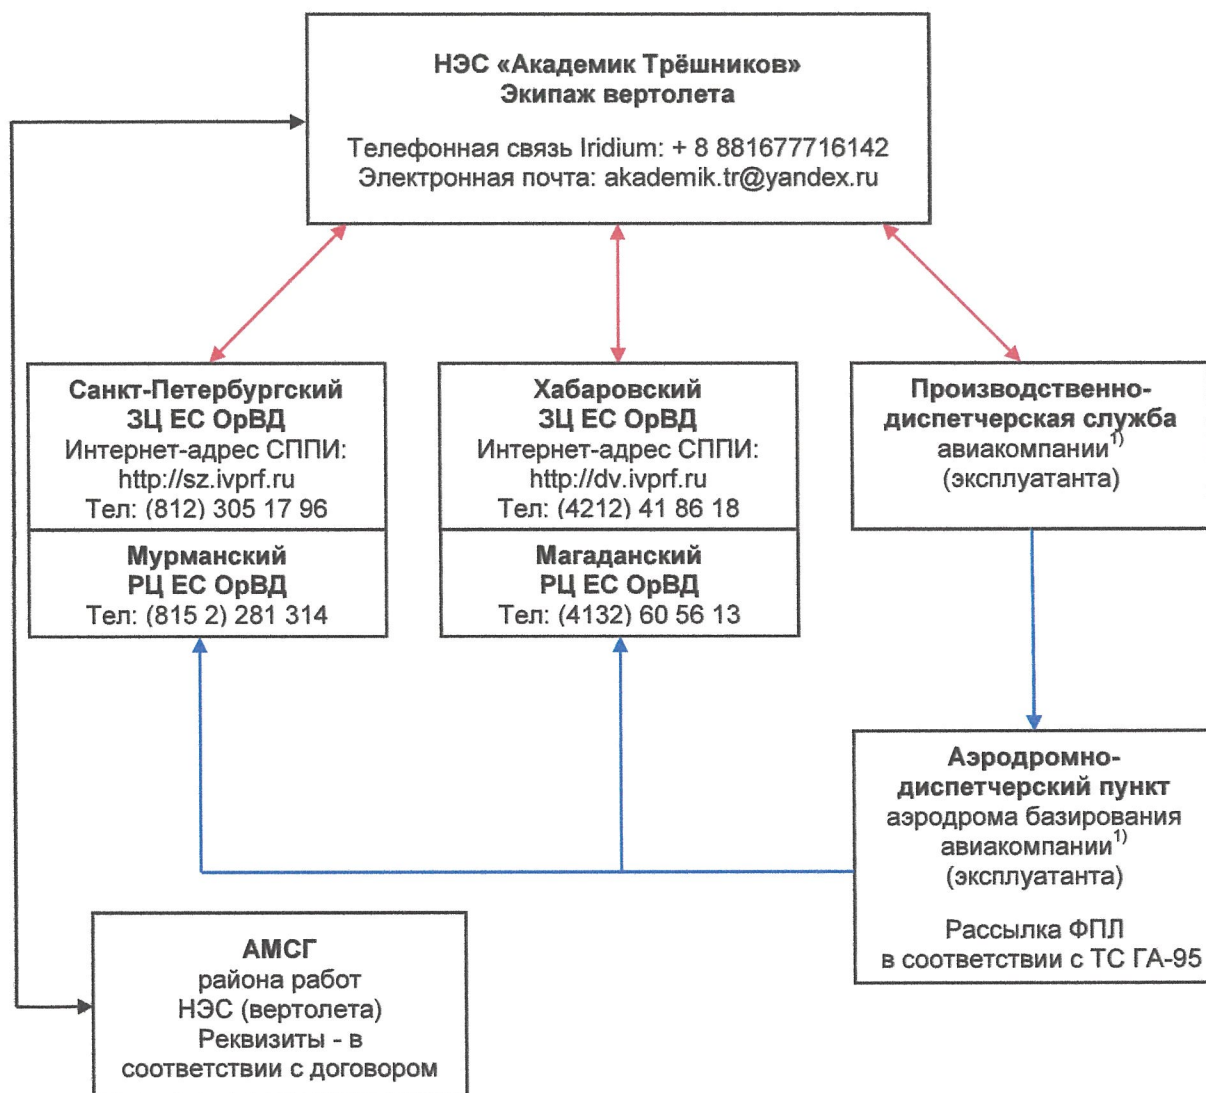 НЭС «Академик Трёшников»
Экипаж вертолета
Телефонная связь Iridium: + 8 881677716142
Электронная почта: akademik.tr@yandex.ru
Санкт-Петербургский
ЗЦ ЕС ОрВД
Интернет-адрес СППИ:
http://sz.ivprf.ru
Тел: (812) 305 17 96
Мурманский
РЦ ЕС ОрВД
Тел: (815 2) 281 314
Хабаровский
ЗЦ ЕС ОрВД
Интернет-адрес СППИ:
http://dv.ivprf.ru
Тел: (4212) 41 86 18
Магаданский
РЦ ЕС ОрВД
Тел: (4132) 60 56 13
Производственно-
диспетчерская служба
авиакомпании1)
(эксплуатанта)
Аэродромно-
диспетчерский пункт
аэродрома базирования
авиакомпании1)
(эксплуатанта)
Рассылка ФПЛ
в соответствии с ТС ГА-95
АМСГ
района работ
НЭС (вертолета)
Реквизиты - в
соответствии с договором